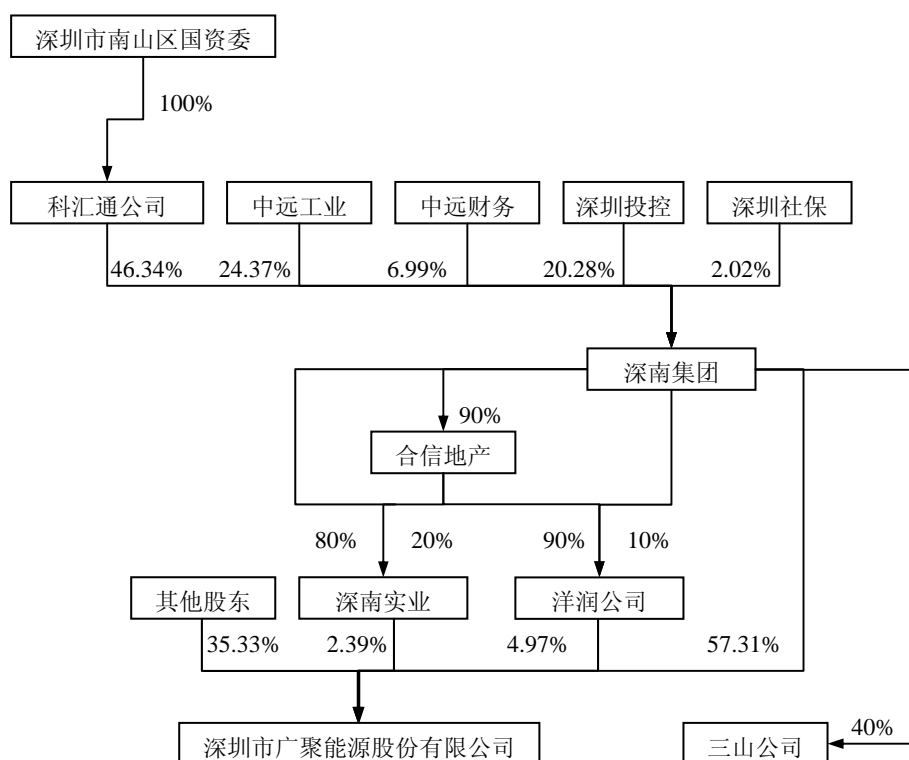 深圳市南山区国资委
100%
科汇通公司
中远工业
中远财务
深圳投控
深圳社保
46.34%
24.37%
6.99%
20.28%
2.02%
深南集团
90%
合信地产
80%
20%
90%
10%
其他股东
深南实业
洋润公司
35.33%
2.39%
4.97%
57.31%
深圳市广聚能源股份有限公司
三山公司
40%